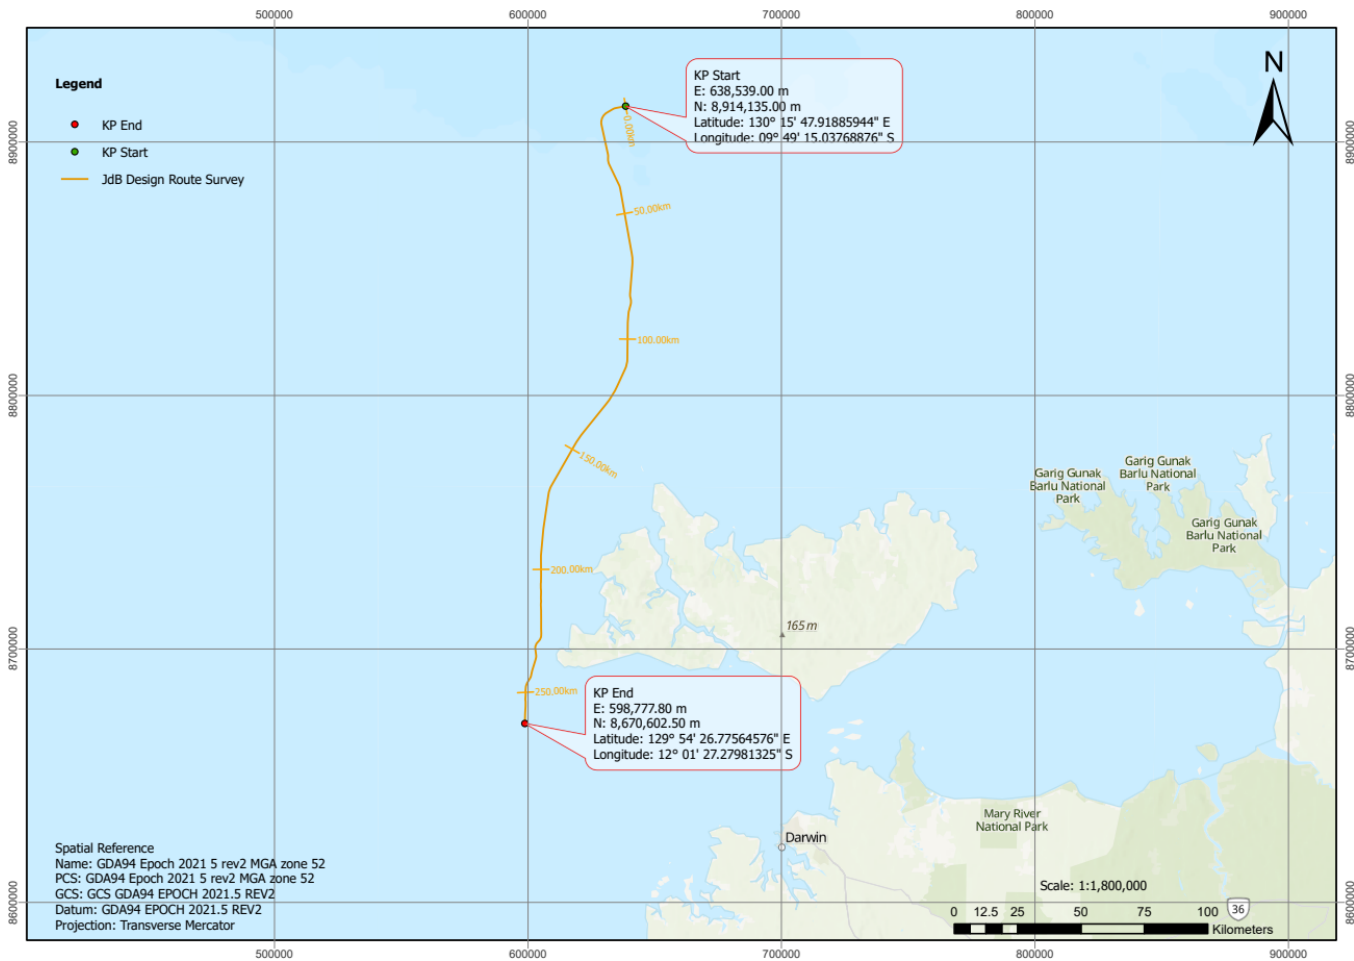 500000
600000
700000
800000
900000
Legend
KP End
KP Start
JdB Design Route Survey
KP Start
E: 638,539.00 m
N: 8,914,135.00 m
Latitude: 130° 15' 47.91885944" E
Longitude: 09° 49' 15.03768876" S
N
8900000
8900000
0.00km
50.00km
100.00km
8800000
8800000
150.00km
Garig Gunak
Barlu National
Park
Garig Gunak
Barlu National
Park
Garig Gunak
Barlu National
Park
200.00km
165 m
8700000
8700000
250.00km
KP End
E: 598,777.80 m
N: 8,670,602.50 m
Latitude: 129° 54' 26.77564576" E
Longitude: 12° 01' 27.27981325" S
Mary River
National Park
Darwin
Spatial Reference
Name: GDA94 Epoch 2021 5 rev2 MGA zone 52
PCS: GDA94 Epoch 2021 5 rev2 MGA zone 52
GCS: GCS GDA94 EPOCH 2021.5 REV2
Datum: GDA94 EPOCH 2021.5 REV2
Projection: Transverse Mercator
Scale: 1:1,800,000
0 12.5 25 50 75 100
Kilometers
36
8600000
8600000
500000
600000
700000
800000
900000